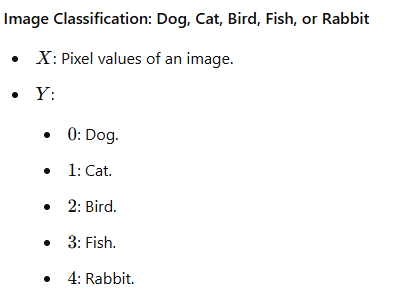 Image Classification: Dog, Cat, Bird, Fish, or Rabbit
• X: Pixel values of an image.
• Y:
• 0: Dog.
• 1: Cat.
• 2: Bird.
• 3: Fish.
• 4: Rabbit.